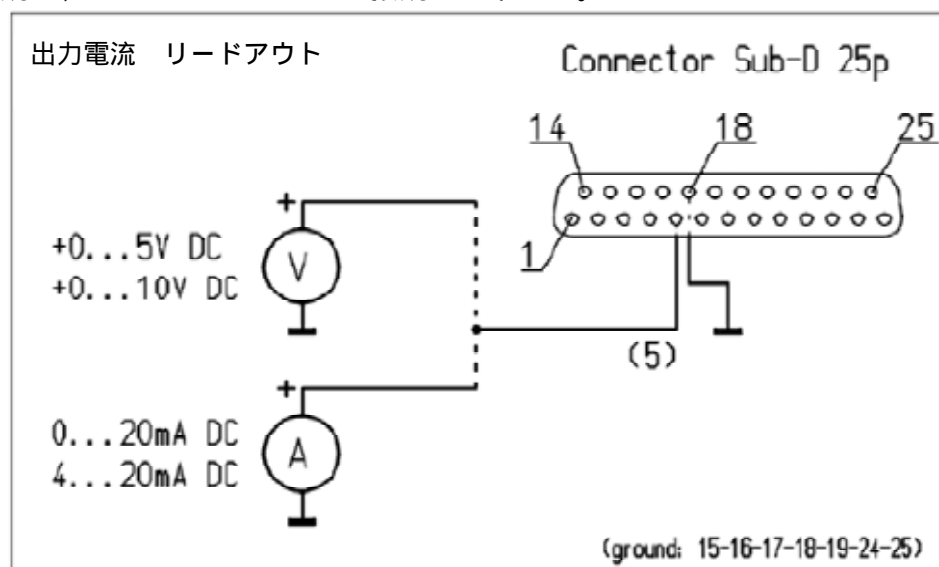 出力電流　リードアウト
Connector Sub-D 25p
14
18
25
1
+
V
+0...5V DC
+0...10V DC
(5)
+
A
0...20mA DC
4...20mA DC
(ground: 15-16-17-18-19-24-25)